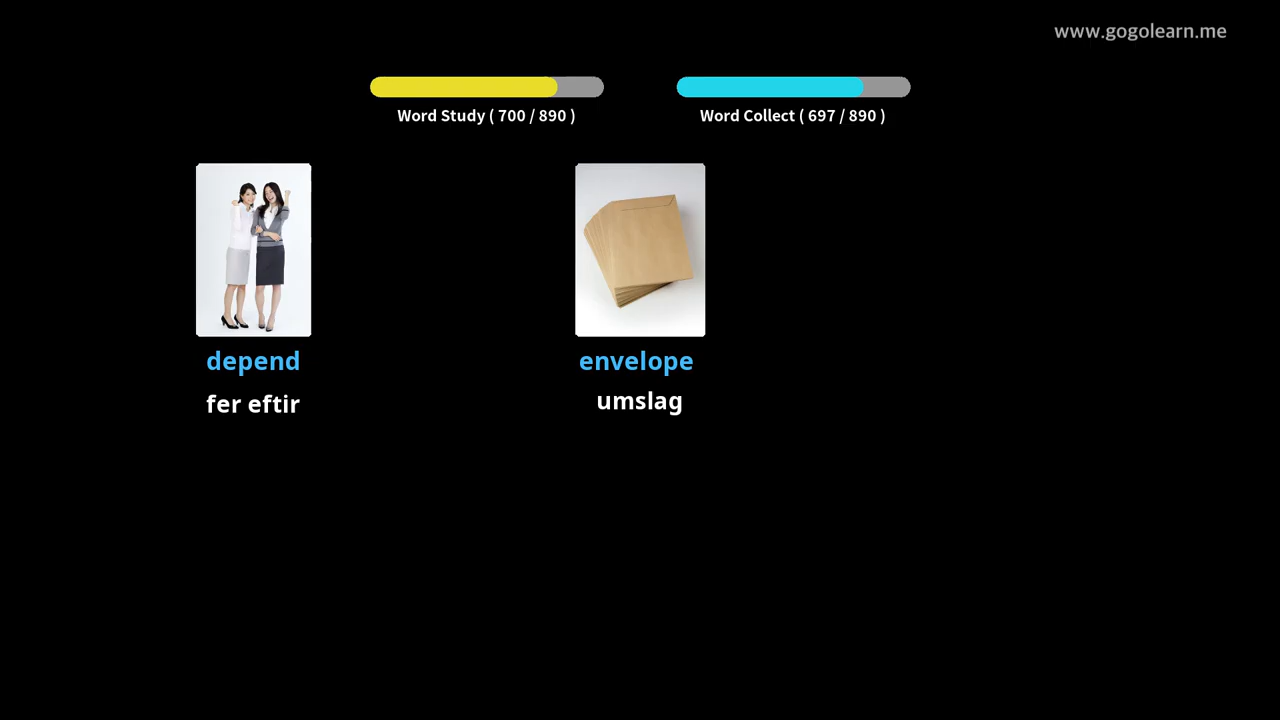 www.gogolearn.me
Word Study ( 700 / 890 )
Word Collect ( 697 / 890 )
depend
envelope
fer eftir
umslag